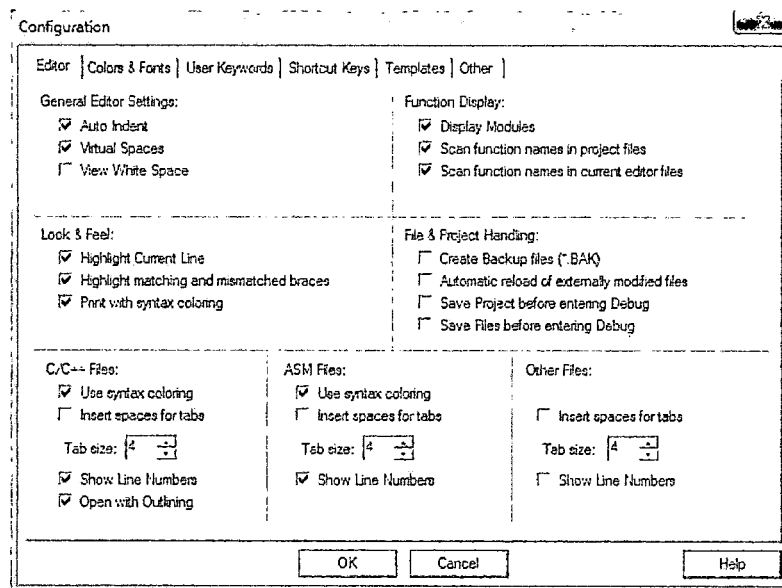 Configuration
Editor | Colors & Fonts | User Keywords | Shortcut Keys | Templates | Other
General Editor Settings:
Auto Indent
Virtual Spaces
View White Space
Function Display:
Display Modules
Scan function names in project files
Scan function names in current editor files
Look & Feel:
Highlight Current Line
Highlight matching and mismatched braces
Print with syntax coloring
File & Project Handling:
Create Backup files (*.BAK)
Automatic reload of externally modified files
Save Project before entering Debug
Save Files before entering Debug
C/C++ Files:
Use syntax coloring
Insert spaces for tabs
Tab size: 4
Show Line Numbers
Open with Outlining
ASM Files:
Use syntax coloring
Insert spaces for tabs
Tab size: 4
Show Line Numbers
Other Files:
Insert spaces for tabs
Tab size: 4
Show Line Numbers
OK
Cancel
Help